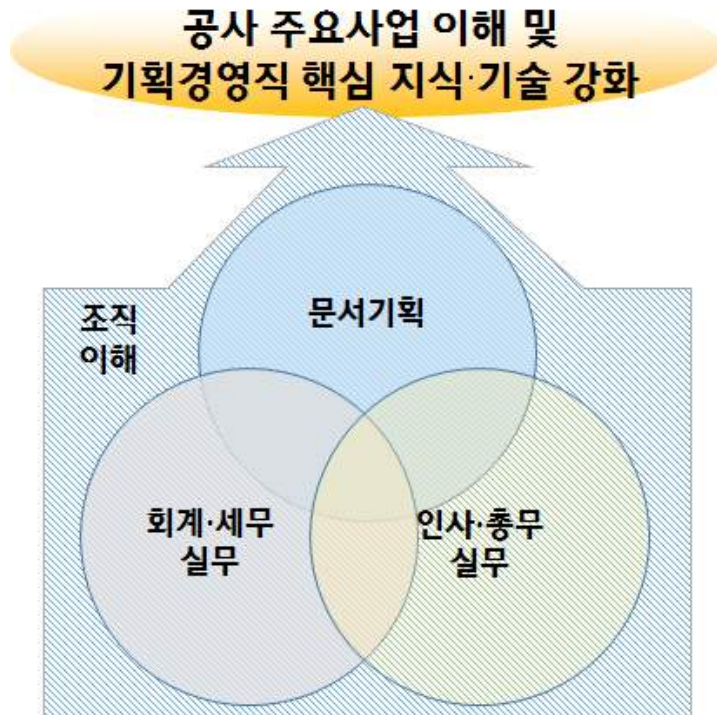 공사 주요사업 이해 및
기획경영직 핵심 지식·기술 강화
문서기획
조직
이해
회계·세무
실무
인사·총무
실무